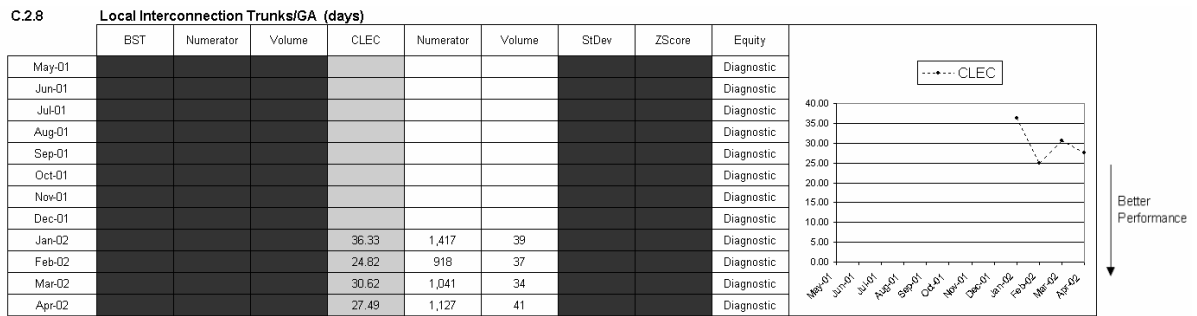 C.2.8 Local Interconnection Trunks/GA (days)
BST Numerator Volume CLEC Numerator Volume StDev ZScore Equity
May-01 Diagnostic
Jun-01 Diagnostic
Jul-01 Diagnostic
Aug-01 Diagnostic
Sep-01 Diagnostic
Oct-01 Diagnostic
Nov-01 Diagnostic
Dec-01 Diagnostic
Jan-02 36.33 1,417 39 Diagnostic
Feb-02 24.82 918 37 Diagnostic
Mar-02 30.62 1,041 34 Diagnostic
Apr-02 27.49 1,127 41 Diagnostic
CLEC
40.00
35.00
30.00
25.00
20.00
15.00
10.00
5.00
0.00
May-01 Jun-01 Jul-01 Aug-01 Sep-01 Oct-01 Nov-01 Dec-01 Jan-02 Feb-02 Mar-02 Apr-02
Better
Performance